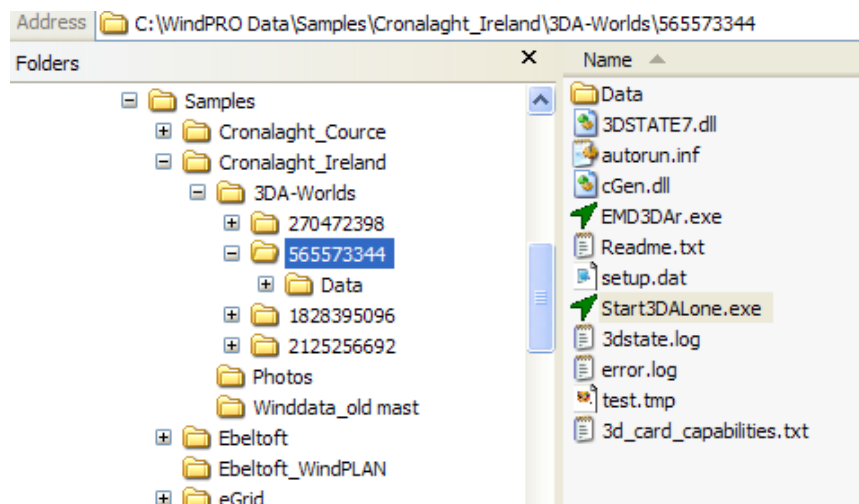 Address C:\WindPRO Data\Samples\Cronalaght_Ireland\3DA-Worlds\565573344
Folders
Samples
Cronalaght_Cource
Cronalaght_Ireland
3DA-Worlds
270472398
565573344
Data
1828395096
2125256692
Photos
Winddata_old mast
Ebeltoft
Ebeltoft_WindPLAN
eGrid
Name
Data
3DSTATE7.dll
autorun.inf
cGen.dll
EMD3DAr.exe
Readme.txt
setup.dat
Start3DALone.exe
3dstate.log
error.log
test.tmp
3d_card_capabilities.txt